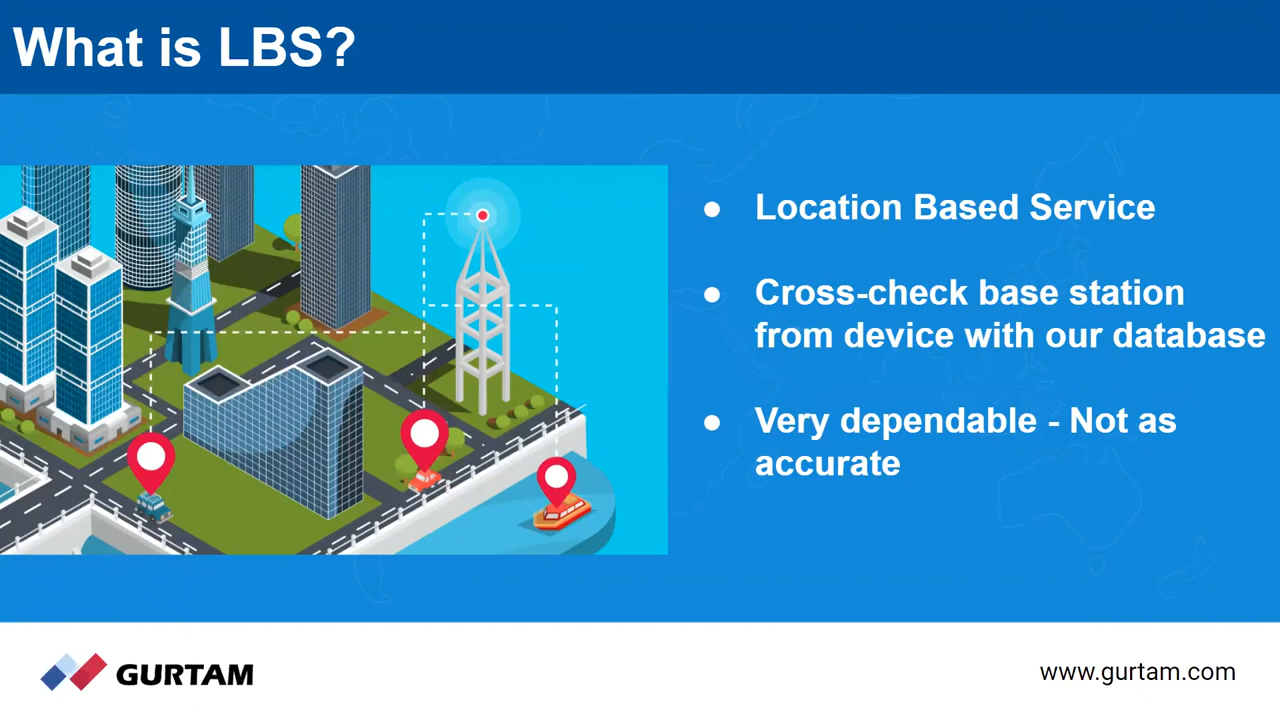 What is LBS?
● Location Based Service
● Cross-check base station
from device with our database
● Very dependable - Not as
accurate
GURTAM
www.gurtam.com